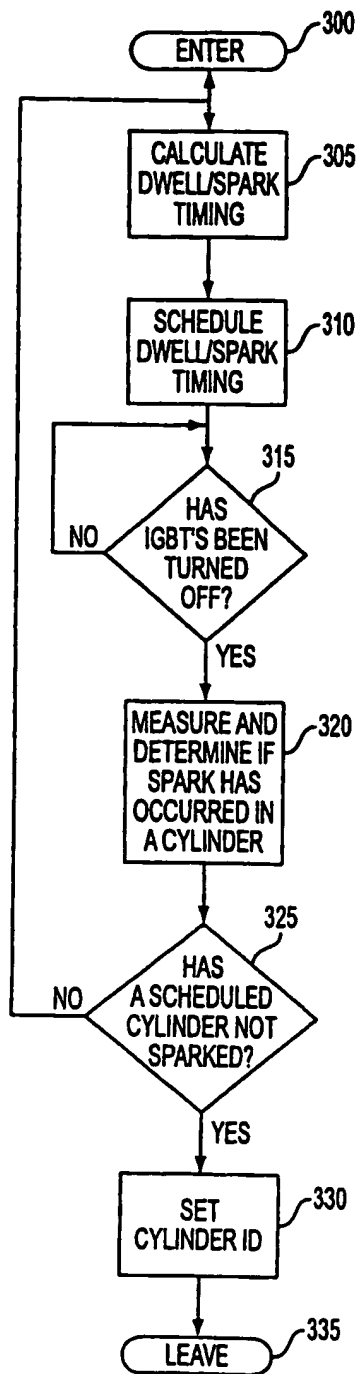 300
ENTER
CALCULATE
DWELL/SPARK
TIMING
305
SCHEDULE
DWELL/SPARK
TIMING
310
315
HAS
IGBT'S BEEN
TURNED
OFF?
NO
YES
MEASURE AND
DETERMINE IF
SPARK HAS
OCCURRED IN
A CYLINDER
320
325
HAS
A SCHEDULED
CYLINDER NOT
SPARKED?
NO
YES
SET
CYLINDER ID
330
LEAVE
335